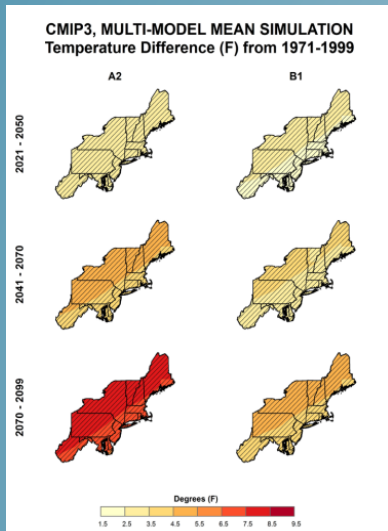 CMIP3, MULTI-MODEL MEAN SIMULATION
Temperature Difference (F) from 1971-1999
A2 B1
2021 - 2050
2041 - 2070
2070 - 2099
Degrees (F)
1.5 2.5 3.5 4.5 5.5 6.5 7.5 8.5 9.5